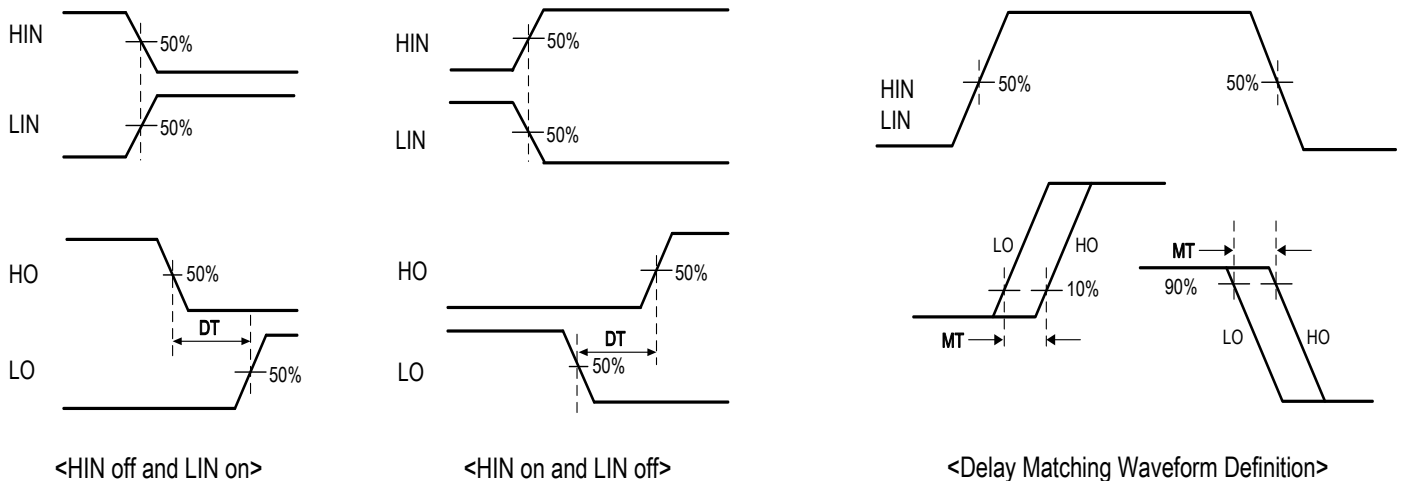 HIN
50%
LIN
50%
HO
50%
DT
LO
50%
<HIN off and LIN on>
HIN
50%
LIN
50%
HO
50%
DT
LO
50%
<HIN on and LIN off>
HIN
LIN
50%
50%
LO
HO
10%
MT
MT
90%
LO
HO
<Delay Matching Waveform Definition>